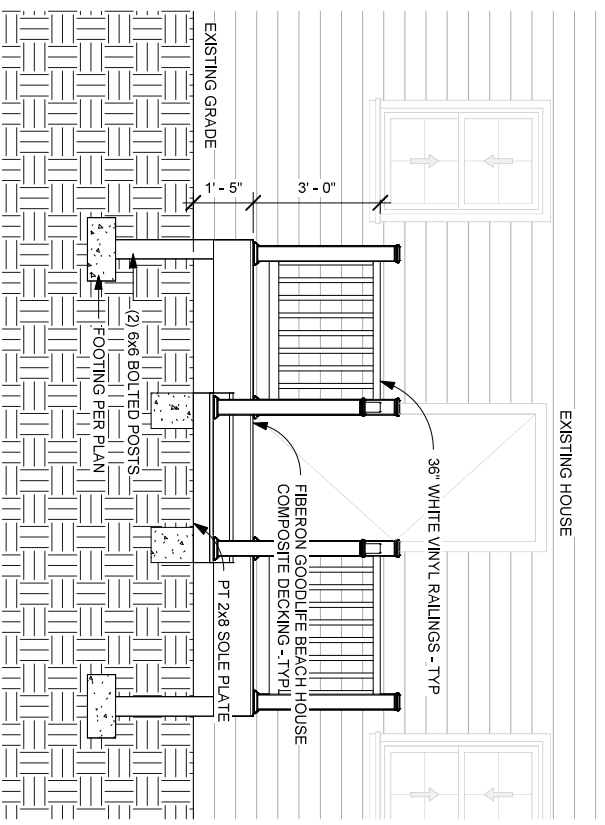 EXISTING HOUSE
36" WHITE VINYL RAILINGS - TYP
FIBERON GOODLIFE BEACH HOUSE
COMPOSITE DECKING - TYP
3' - 0"
1' - 5"
PT 2x8 SOLE PLATE
EXISTING GRADE
(2) 6x6 BOLTED POSTS
FOOTING PER PLAN